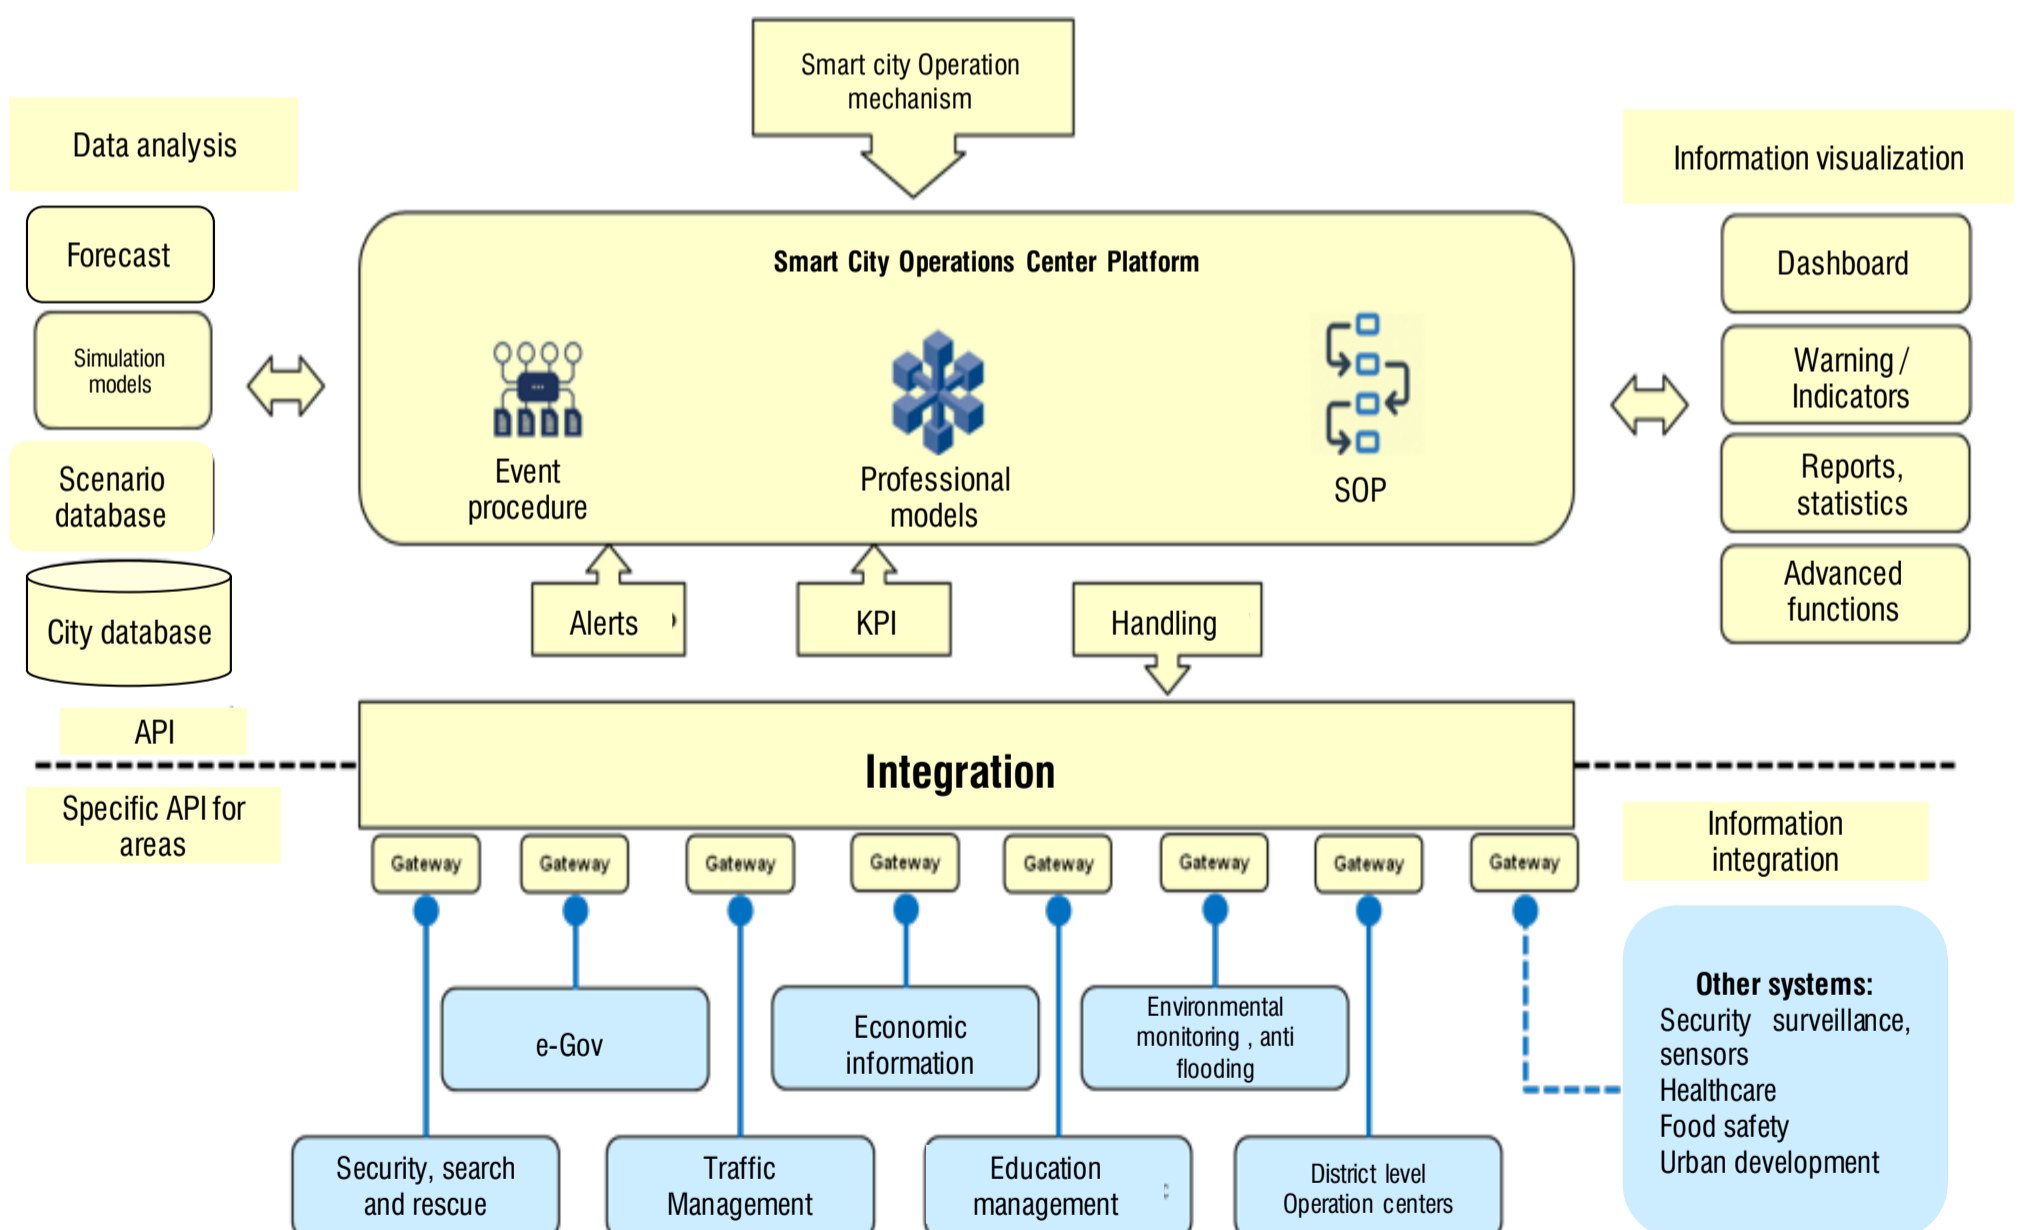 Smart city Operation
mechanism
Data analysis
Information visualization
Forecast
Simulation
models
Scenario
database
City database
Smart City Operations Center Platform
Event
procedure
Professional
models
SOP
Dashboard
Warning /
Indicators
Reports,
statistics
Advanced
functions
Alerts
KPI
Handling
API
Integration
Specific API for
areas
Information
integration
Gateway
Gateway
Gateway
Gateway
Gateway
Gateway
Gateway
Gateway
e-Gov
Economic
information
Environmental
monitoring , anti
flooding
Security, search
and rescue
Traffic
Management
Education
management
District level
Operation centers
Other systems:
Security surveillance,
sensors
Healthcare
Food safety
Urban development